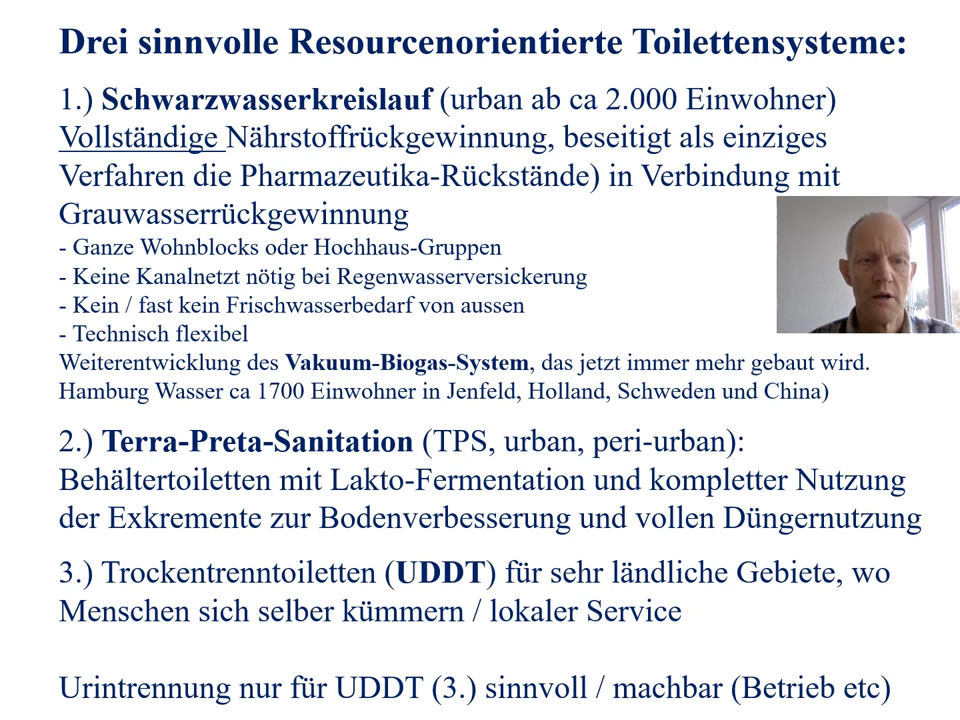 Drei sinnvolle Resourcenorientierte Toilettensysteme:
1.) Schwarzwasserkreislauf (urban ab ca 2.000 Einwohner)
Vollständige Nährstoffrückgewinnung, beseitigt als einziges
Verfahren die Pharmazeutika-Rückstände) in Verbindung mit
Grauwasserrückgewinnung
- Ganze Wohnblocks oder Hochhaus-Gruppen
- Keine Kanalnetzt nötig bei Regenwasserversickerung
- Kein / fast kein Frischwasserbedarf von aussen
- Technisch flexibel
Weiterentwicklung des Vakuum-Biogas-System, das jetzt immer mehr gebaut wird.
Hamburg Wasser ca 1700 Einwohner in Jenfeld, Holland, Schweden und China)
2.) Terra-Preta-Sanitation (TPS, urban, peri-urban):
Behältertoiletten mit Lakto-Fermentation und kompletter Nutzung
der Exkremente zur Bodenverbesserung und vollen Düngernutzung
3.) Trockentrenntoiletten (UDDT) für sehr ländliche Gebiete, wo
Menschen sich selber kümmern / lokaler Service
Urintrennung nur für UDDT (3.) sinnvoll / machbar (Betrieb etc)